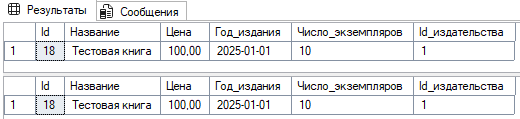 Результаты Сообщения
Id Название Цена Год_издания Число_экземпляров Id_издательства
1 18 Тестовая книга 100,00 2025-01-01 10 1
Id Название Цена Год_издания Число_экземпляров Id_издательства
1 18 Тестовая книга 100,00 2025-01-01 10 1